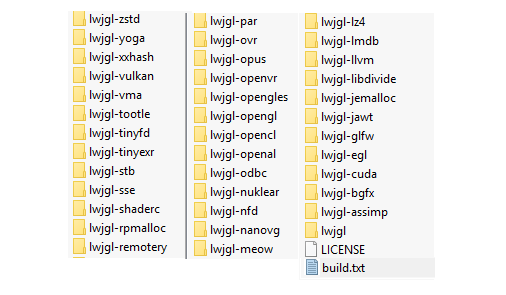 lwjgl-zstd
lwjgl-yoga
lwjgl-xxhash
lwjgl-vulkan
lwjgl-vma
lwjgl-tootle
lwjgl-tinyfd
lwjgl-tinyexr
lwjgl-stb
lwjgl-sse
lwjgl-shaderc
lwjgl-rpmalloc
lwjgl-remotery
lwjgl-par
lwjgl-ovr
lwjgl-opus
lwjgl-openvr
lwjgl-opengles
lwjgl-opengl
lwjgl-opencl
lwjgl-openal
lwjgl-odbc
lwjgl-nuklear
lwjgl-nfd
lwjgl-nanovg
lwjgl-meow
lwjgl-lz4
lwjgl-lmdb
lwjgl-llvm
lwjgl-libdivide
lwjgl-jemalloc
lwjgl-jawt
lwjgl-glfw
lwjgl-egl
lwjgl-cuda
lwjgl-bgfx
lwjgl-assimp
lwjgl
LICENSE
build.txt